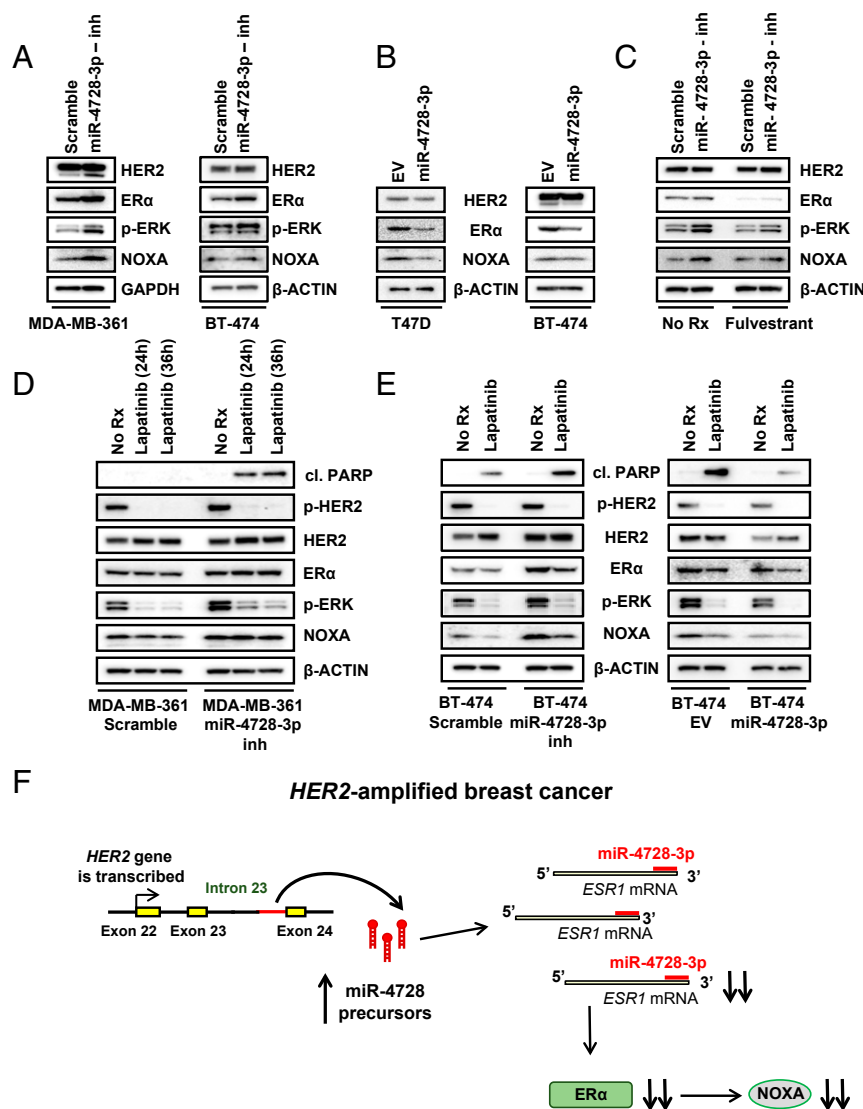 A
Scramble
miR-4728-3p – inh
Scramble
miR-4728-3p – inh
HER2
HER2
ERα
ERα
p-ERK
p-ERK
NOXA
NOXA
GAPDH
β-ACTIN
MDA-MB-361
BT-474
B
EV
miR-4728-3p
EV
miR-4728-3p
HER2
ERα
NOXA
β-ACTIN
T47D
BT-474
C
Scramble
miR- 4728-3p - inh
Scramble
miR- 4728-3p - inh
HER2
ERα
p-ERK
NOXA
β-ACTIN
No Rx
Fulvestrant
D
No Rx
Lapatinib (24h)
Lapatinib (36h)
No Rx
Lapatinib (24h)
Lapatinib (36h)
cl. PARP
p-HER2
HER2
ERα
p-ERK
NOXA
β-ACTIN
MDA-MB-361
Scramble
MDA-MB-361
miR-4728-3p
inh
E
No Rx
Lapatinib
No Rx
Lapatinib
No Rx
Lapatinib
No Rx
Lapatinib
cl. PARP
p-HER2
HER2
ERα
p-ERK
NOXA
β-ACTIN
BT-474
Scramble
BT-474
miR-4728-3p
inh
BT-474
EV
BT-474
miR-4728-3p
F
HER2-amplified breast cancer
HER2 gene
is transcribed
Intron 23
Exon 22
Exon 23
Exon 24
miR-4728
precursors
miR-4728-3p
5’
3’
ESR1 mRNA
5’
3’
ESR1 mRNA
miR-4728-3p
5’
3’
ESR1 mRNA
ERα
NOXA